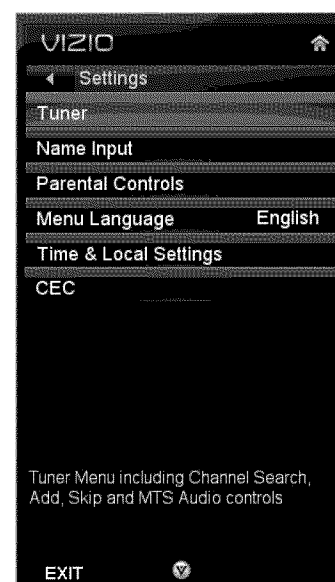 VIZIO
Settings
Tuner
Name Input
Parental Controls
Menu Language English
Time & Local Settings
CEC
Tuner Menu including Channel Search,
Add, Skip and MTS Audio controls
EXIT V